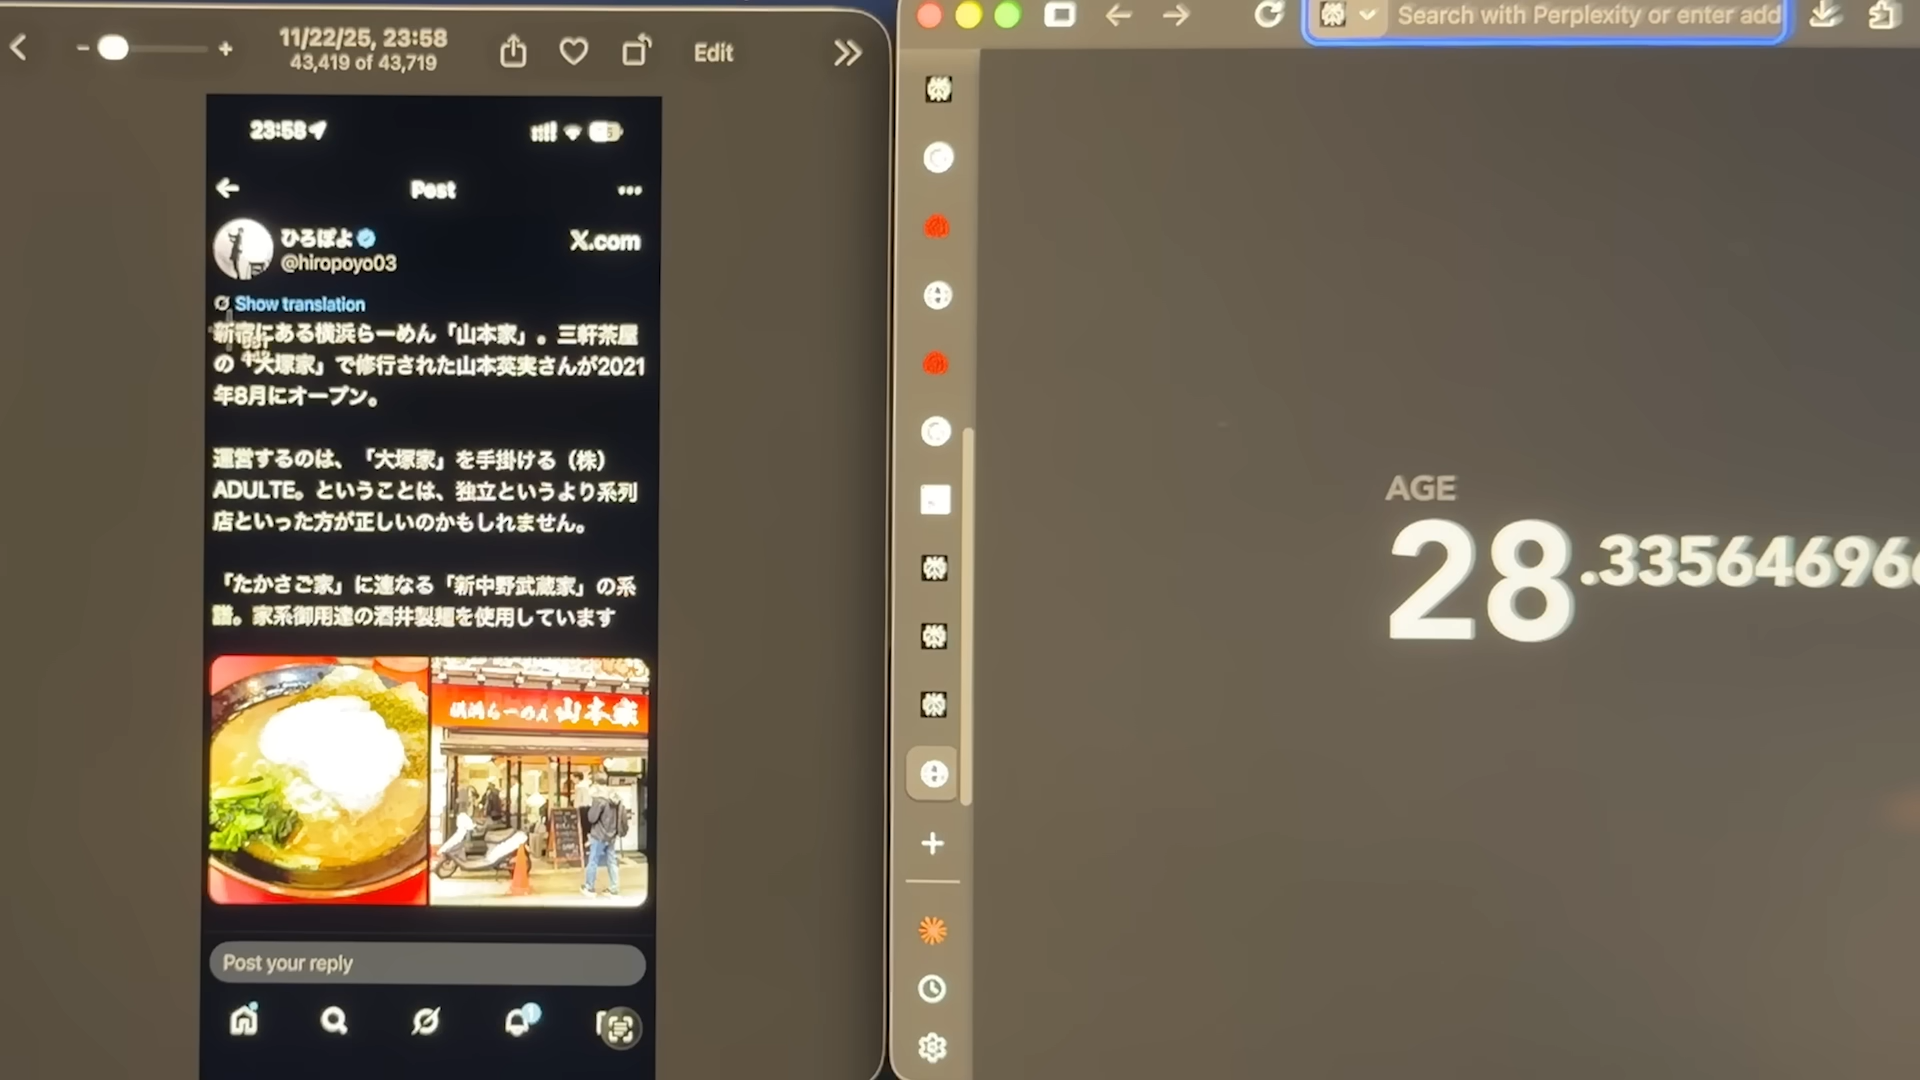 11/22/25, 23:58
43,419 of 43,719
Edit
23:58
Post
ひろぽよ
@hiropoyo03
X.com
Show translation
新宿にある横浜らーめん「山本家」。三軒茶屋
の「大塚家」で修行された山本英実さんが2021
年8月にオープン。
運営するのは、「大塚家」を手掛ける（株）
ADULTE。ということは、独立というより系列
店といった方が正しいのかもしれません。
「たかさご家」に連なる「新中野武蔵家」の系
譜。家系御用達の酒井製麺を使用しています
横浜らーめん 山本家
Post your reply
1
Search with Perplexity or enter add
AGE
28.335646966